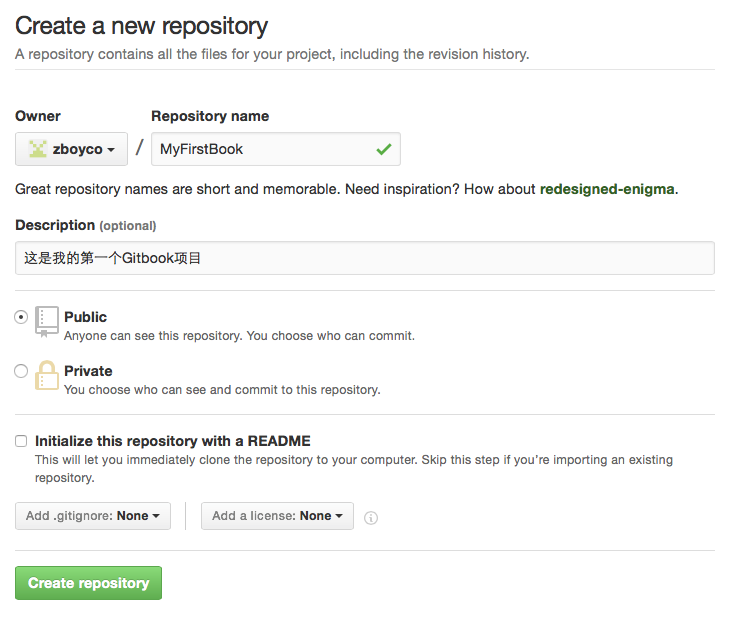 Create a new repository
A repository contains all the files for your project, including the revision history.
Owner Repository name
zboyco / MyFirstBook
Great repository names are short and memorable. Need inspiration? How about redesigned-enigma.
Description (optional)
这是我的第一个Gitbook项目
Public
Anyone can see this repository. You choose who can commit.
Private
You choose who can see and commit to this repository.
Initialize this repository with a README
This will let you immediately clone the repository to your computer. Skip this step if you’re importing an existing
repository.
Add .gitignore: None Add a license: None
Create repository